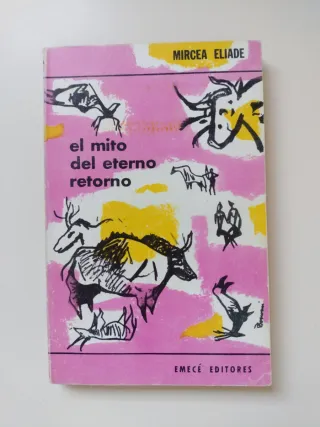 MIRCEA ELIADE
el mito
del eterno
retorno
EMECÉ EDITORES